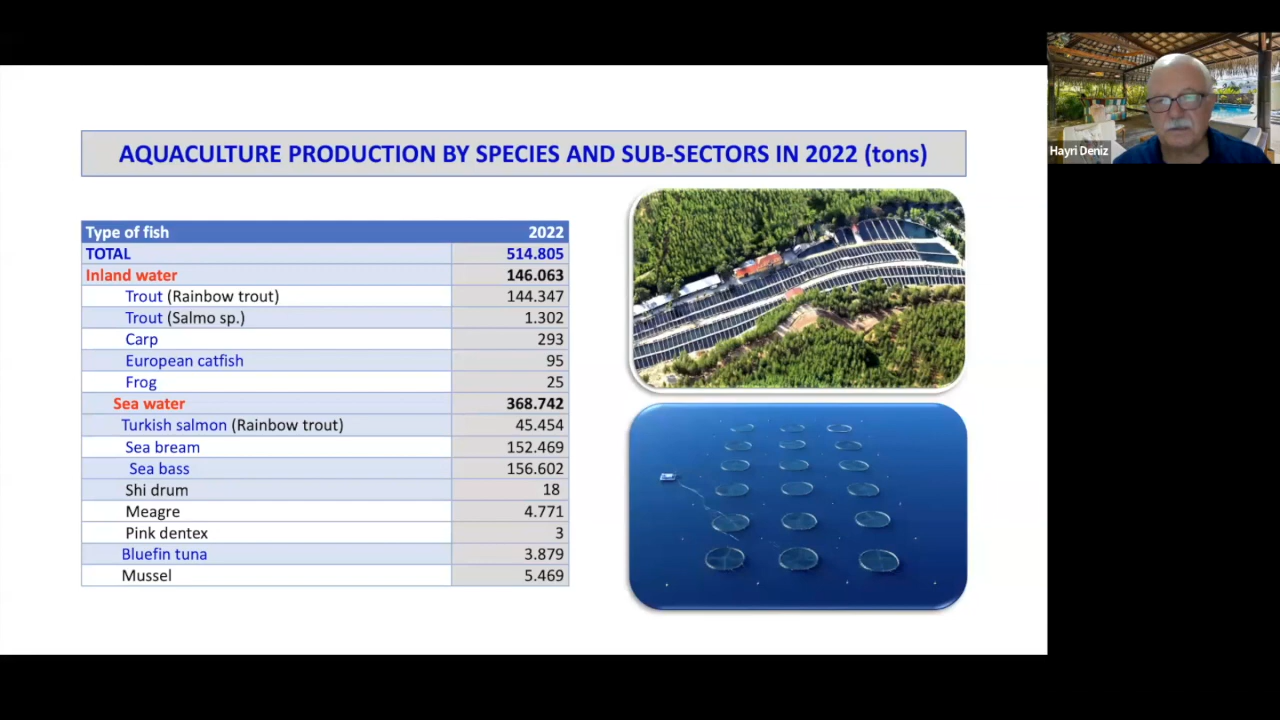 AQUACULTURE PRODUCTION BY SPECIES AND SUB-SECTORS IN 2022 (tons)
Type of fish 2022
TOTAL 514.805
Inland water 146.063
Trout (Rainbow trout) 144.347
Trout (Salmo sp.) 1.302
Carp 293
European catfish 95
Frog 25
Sea water 368.742
Turkish salmon (Rainbow trout) 45.454
Sea bream 152.469
Sea bass 156.602
Shi drum 18
Meagre 4.771
Pink dentex 3
Bluefin tuna 3.879
Mussel 5.469
Hayri Deniz